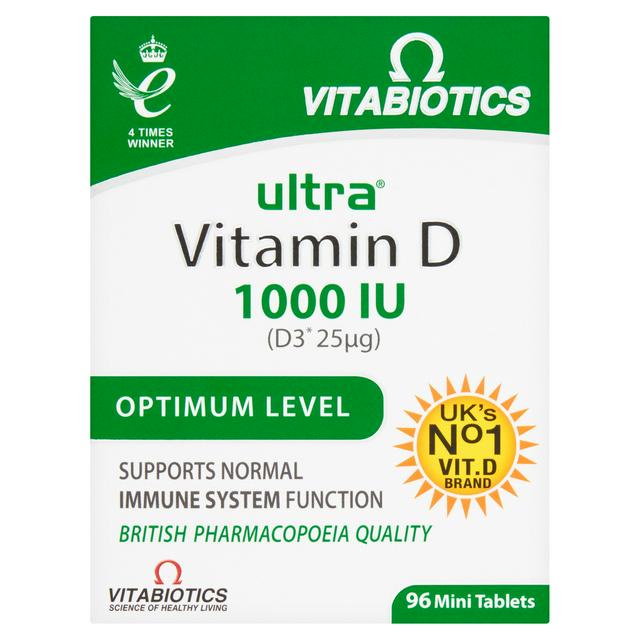 VITABIOTICS
4 TIMES
WINNER
ultra®
Vitamin D
1000 IU
(D3* 25µg)
OPTIMUM LEVEL
UK's
No1
VIT.D
BRAND
SUPPORTS NORMAL
IMMUNE SYSTEM FUNCTION
BRITISH PHARMACOPOEIA QUALITY
VITABIOTICS
SCIENCE OF HEALTHY LIVING
96 Mini Tablets